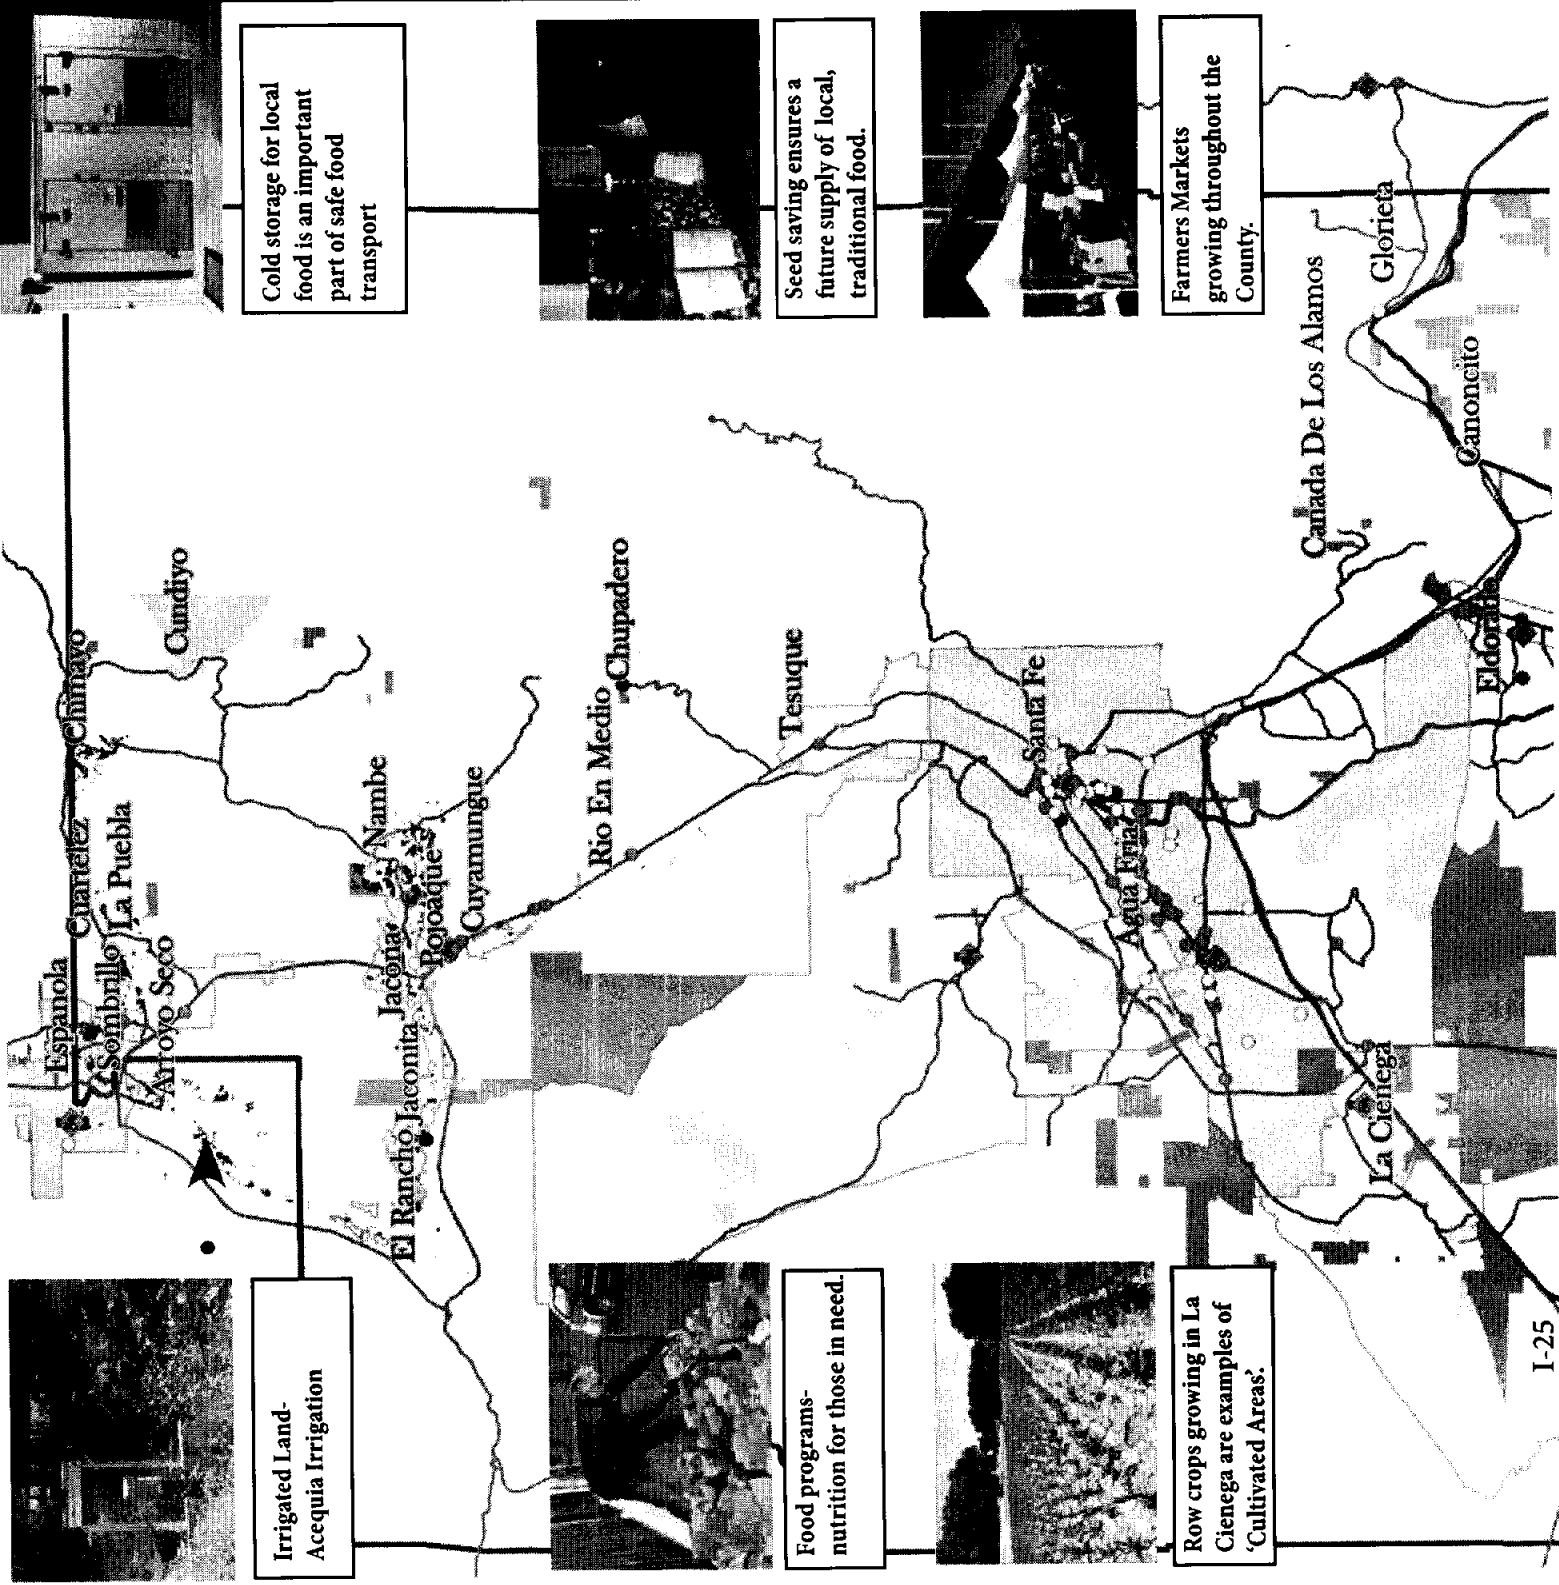 Cold storage for local
food is an important
part of safe food
transport
Seed saving ensures a
future supply of local,
traditional food.
Farmers Markets
growing throughout the
County.
Cundiyo
Chimayo
Cuartelez
La Puebla
Espanola
Sombrillo
Arroyo Seco
Nambe
Pojoaque
Cuyamungue
Jacona
Jaconita
El Rancho
Chupadero
Rio En Medio
Tesuque
Santa Fe
Agua Fria
Canada De Los Alamos
Glorieta
Canoncito
Eldorado
La Cienega
I-25
Irrigated Land-
Acequia Irrigation
Food programs-
nutrition for those in need.
Row crops growing in La
Cienega are examples of
'Cultivated Areas'.